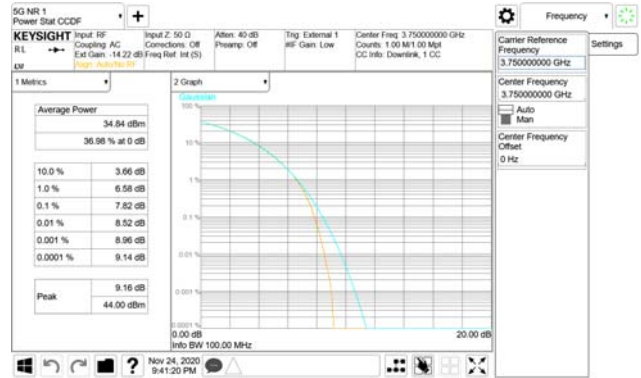 5G NR 1
Power Stat CCDF
Frequency
KEYSIGHT
RL
Input: RF
Coupling: AC
Ext Gain: -14.22 dB
Align: Auto/No RF
Input Z: 50 Ω
Corrections: Off
Freq Ref: Int (S)
Atten: 40 dB
Preamp: Off
Trig: External 1
#IF Gain: Low
Center Freq: 3.750000000 GHz
Counts: 1.00 M/1.00 Mpt
CC Info: Downlink, 1 CC
Carrier Reference
Frequency
3.750000000 GHz
Settings
Center Frequency
3.750000000 GHz
Auto
Man
Center Frequency
Offset
0 Hz
1 Metrics
Average Power
34.84 dBm
36.98 % at 0 dB
10.0 % 3.66 dB
1.0 % 6.58 dB
0.1 % 7.82 dB
0.01 % 8.52 dB
0.001 % 8.96 dB
0.0001 % 9.14 dB
Peak
9.16 dB
44.00 dBm
2 Graph
Gaussian
100 %
10 %
1 %
0.1 %
0.01 %
0.001 %
0.0001 %
0.00 dB
20.00 dB
Info BW 100.00 MHz
Nov 24, 2020
9:41:20 PM